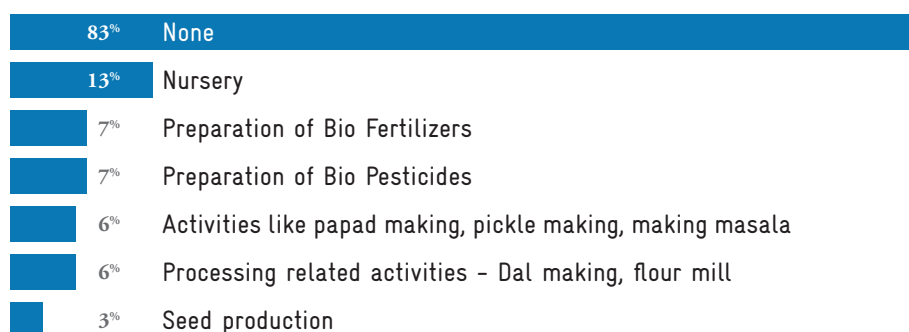 83% None
13% Nursery
7% Preparation of Bio Fertilizers
7% Preparation of Bio Pesticides
6% Activities like papad making, pickle making, making masala
6% Processing related activities - Dal making, flour mill
3% Seed production